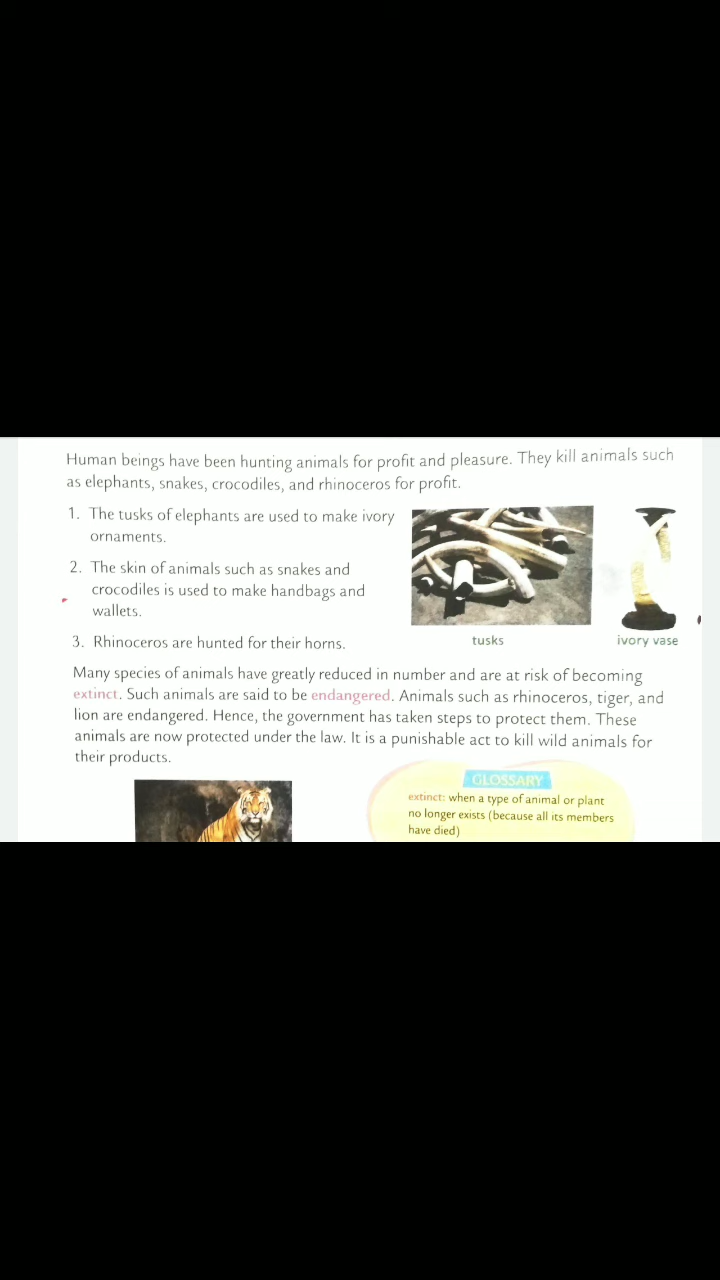 Human beings have been hunting animals for profit and pleasure. They kill animals such
as elephants, snakes, crocodiles, and rhinoceros for profit.
1. The tusks of elephants are used to make ivory
ornaments.
2. The skin of animals such as snakes and
crocodiles is used to make handbags and
wallets.
3. Rhinoceros are hunted for their horns.
tusks
ivory vase
Many species of animals have greatly reduced in number and are at risk of becoming
extinct. Such animals are said to be endangered. Animals such as rhinoceros, tiger, and
lion are endangered. Hence, the government has taken steps to protect them. These
animals are now protected under the law. It is a punishable act to kill wild animals for
their products.
GLOSSARY
extinct: when a type of animal or plant
no longer exists (because all its members
have died)